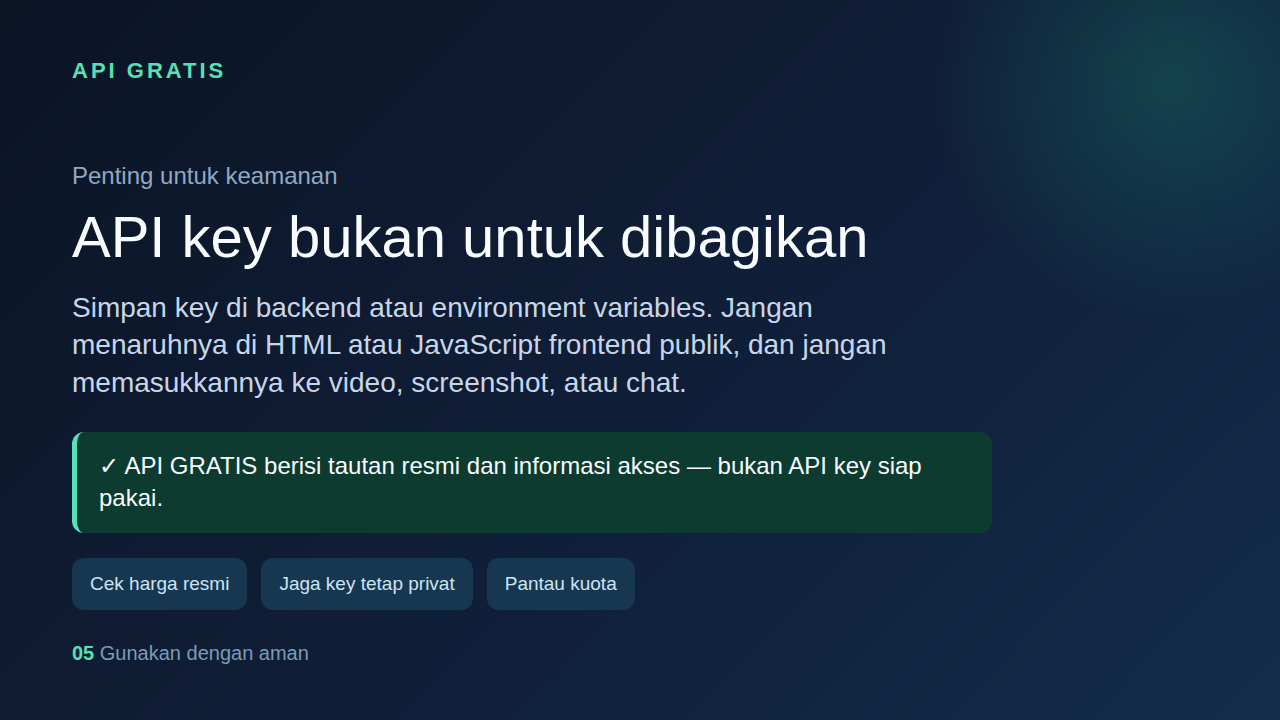 API GRATIS
Penting untuk keamanan
API key bukan untuk dibagikan
Simpan key di backend atau environment variables. Jangan
menaruhnya di HTML atau JavaScript frontend publik, dan jangan
memasukkannya ke video, screenshot, atau chat.
✓ API GRATIS berisi tautan resmi dan informasi akses — bukan API key siap
pakai.
Cek harga resmi
Jaga key tetap privat
Pantau kuota
05 Gunakan dengan aman